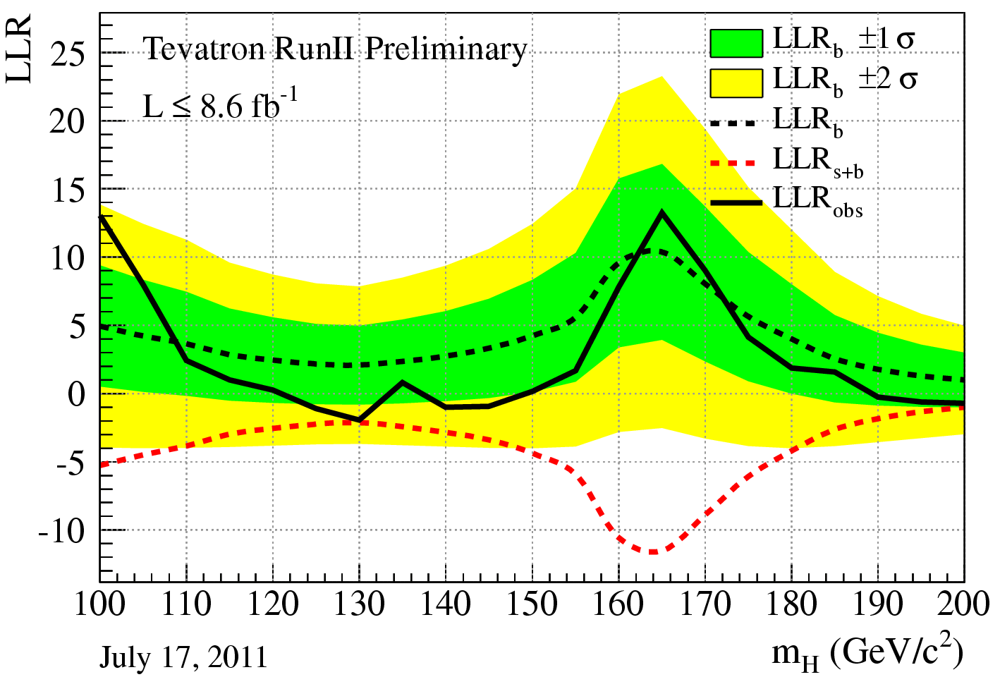 LLR
Tevatron RunII Preliminary
L ≤ 8.6 fb⁻¹
LLR_b ±1 σ
LLR_b ±2 σ
LLR_b
LLR_s+b
LLR_obs
25
20
15
10
5
0
-5
-10
100 110 120 130 140 150 160 170 180 190 200
July 17, 2011
m_H (GeV/c²)